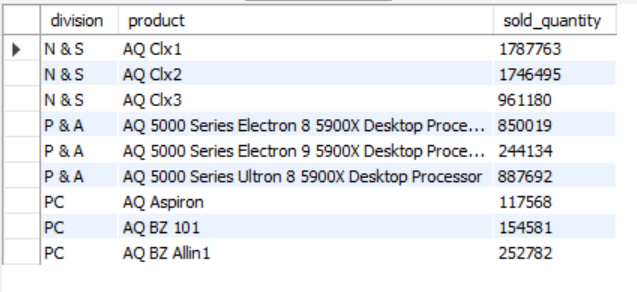 division product sold_quantity
N & S AQ Clx1 1787763
N & S AQ Clx2 1746495
N & S AQ Clx3 961180
P & A AQ 5000 Series Electron 8 5900X Desktop Proce... 850019
P & A AQ 5000 Series Electron 9 5900X Desktop Proce... 244134
P & A AQ 5000 Series Ultron 8 5900X Desktop Processor 887692
PC AQ Aspiron 117568
PC AQ BZ 101 154581
PC AQ BZ Allin1 252782